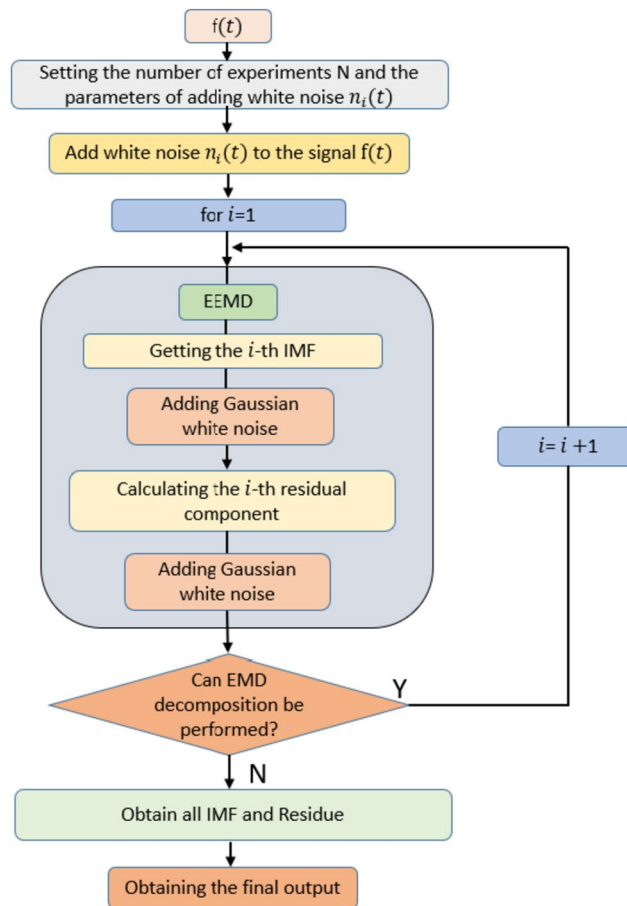 f(t)
Setting the number of experiments N and the
parameters of adding white noise nᵢ(t)
Add white noise nᵢ(t) to the signal f(t)
for i=1
EEMD
Getting the i-th IMF
Adding Gaussian
white noise
i= i +1
Calculating the i-th residual
component
Adding Gaussian
white noise
Can EMD
decomposition be
performed?
Y
N
Obtain all IMF and Residue
Obtaining the final output